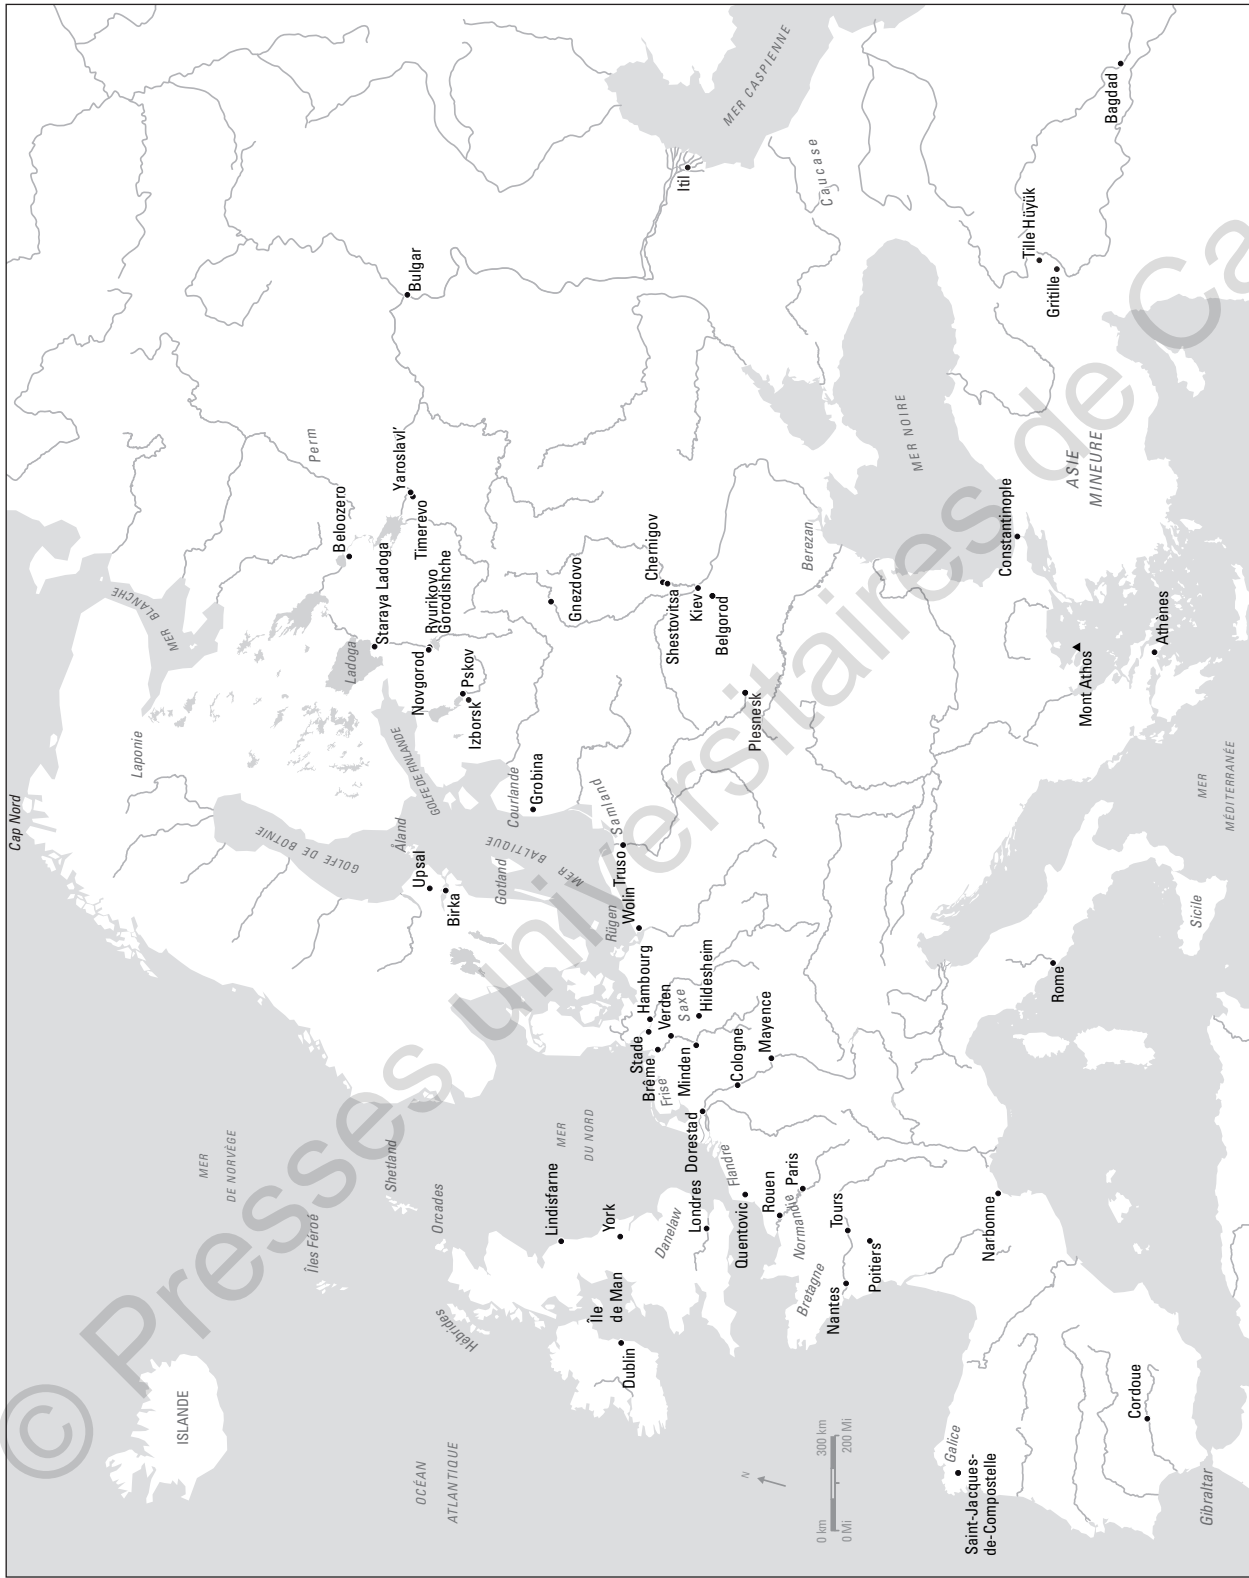 Cap Nord
MER BLANCHE
Laponie
ISLANDE
MER
DE NORVÈGE
GOLFE DE BOTNIE
Perm
Îles Féroé
Shetland
Orcades
Hébrides
OCÉAN
ATLANTIQUE
Åland
Upsal
Birka
GOLFE DE FINLANDE
Ladoga
Staraya Ladoga
Beloozero
Novgorod
Ryurikovo
Gorodishche
Timerevo
Yaroslavl’
Bulgar
Pskov
Izborsk
Gotland
MER BALTIQUE
Courlande
Grobina
Gnezdovo
MER
DU NORD
Lindisfarne
York
Île
de Man
Dublin
Danelaw
Londres
Rügen
Wolin
Truso
Samland
Hambourg
Stade
Brême
Verden
Frise
Saxe
Minden
Hildesheim
Dorestad
Cologne
Mayence
Flandre
Quentovic
Rouen
Normandie
Paris
Bretagne
Tours
Nantes
Poitiers
Chernigov
Shestovitsa
Kiev
Belgorod
Plesnesk
Berezan
Itil
MER CASPIENNE
Caucase
MER NOIRE
N
0 km 300 km
0 Mi 200 Mi
Galice
Saint-Jacques-
de-Compostelle
Narbonne
Cordoue
Gibraltar
Rome
Sicile
MER
MÉDITERRANÉE
Mont Athos
Athènes
Constantinople
ASIE
MINEURE
Gritille
Tille Hüyük
Bagdad
© Presses universitaires de Ca